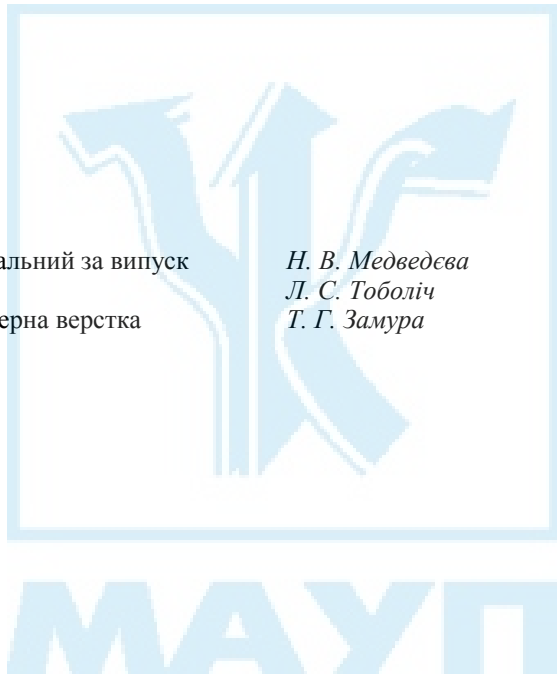 альний за випуск Н. В. Медведєва
Л. С. Тоболіч
ерна верстка Т. Г. Замура
МАУП